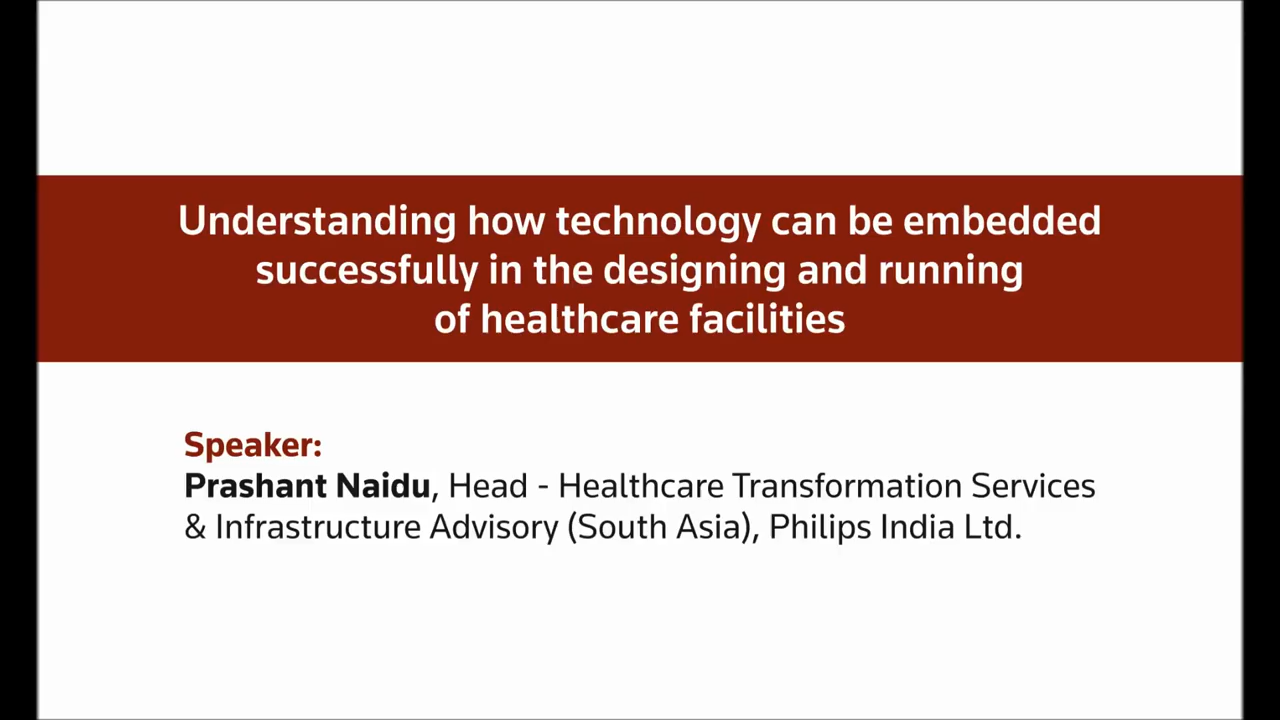 Understanding how technology can be embedded
successfully in the designing and running
of healthcare facilities
Speaker:
Prashant Naidu, Head - Healthcare Transformation Services
& Infrastructure Advisory (South Asia), Philips India Ltd.